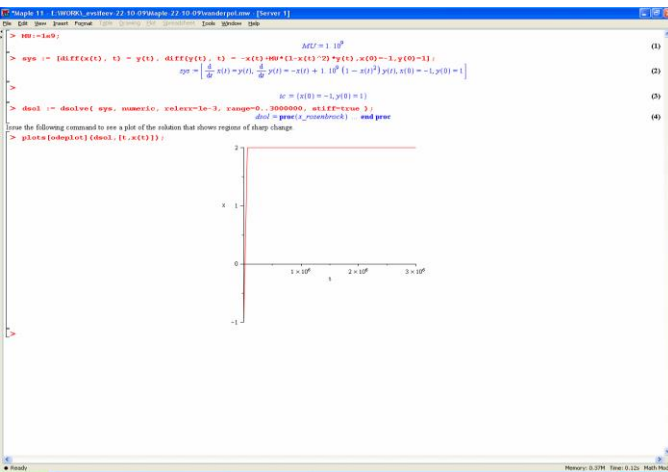 *Maple 11 - E:\WORK\_evstfeev-22-10-09\Maple-22-10-09\vanderpol.mw - [Server 1]
File Edit View Insert Format Table Drawing Plot Spreadsheet Tools Window Help
> MU:=1e9;
MU = 1. 10^9 (1)
> sys := [diff(x(t), t) = y(t), diff(y(t), t) = -x(t)+MU*(1-x(t)^2)*y(t),x(0)=-1,y(0)=1];
sys := [d/dt x(t) = y(t), d/dt y(t) = -x(t) + 1. 10^9 (1 - x(t)^2) y(t), x(0) = -1, y(0) = 1] (2)
>
ic := {x(0) = -1, y(0) = 1} (3)
> dsol := dsolve( sys, numeric, relerr=1e-3, range=0..3000000, stiff=true );
dsol = proc(x_rosenbrock) ... end proc (4)
Issue the following command to see a plot of the solution that shows regions of sharp change.
> plots[odeplot](dsol,[t,x(t)]);
2
x 1
0
1 × 10^6 2 × 10^6 3 × 10^6
t
-1
>
Ready Memory: 0.37M Time: 0.12s Math Mod